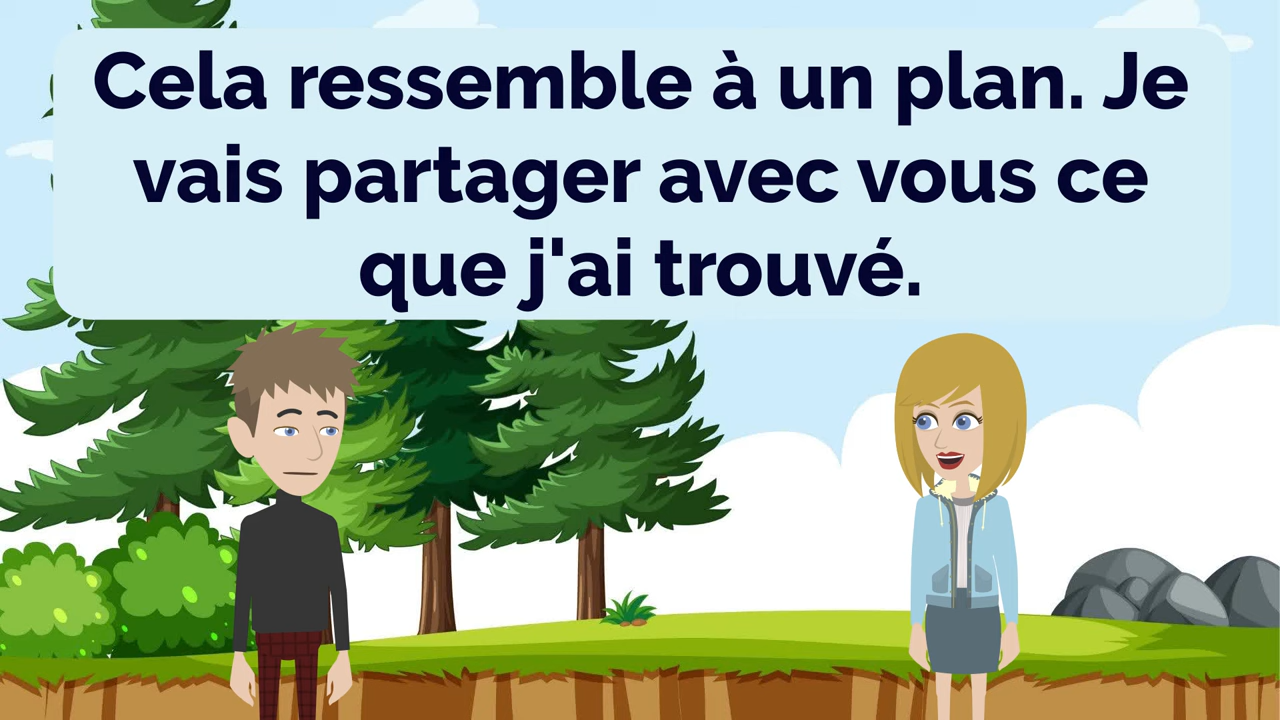 Cela ressemble à un plan. Je
vais partager avec vous ce
que j'ai trouvé.